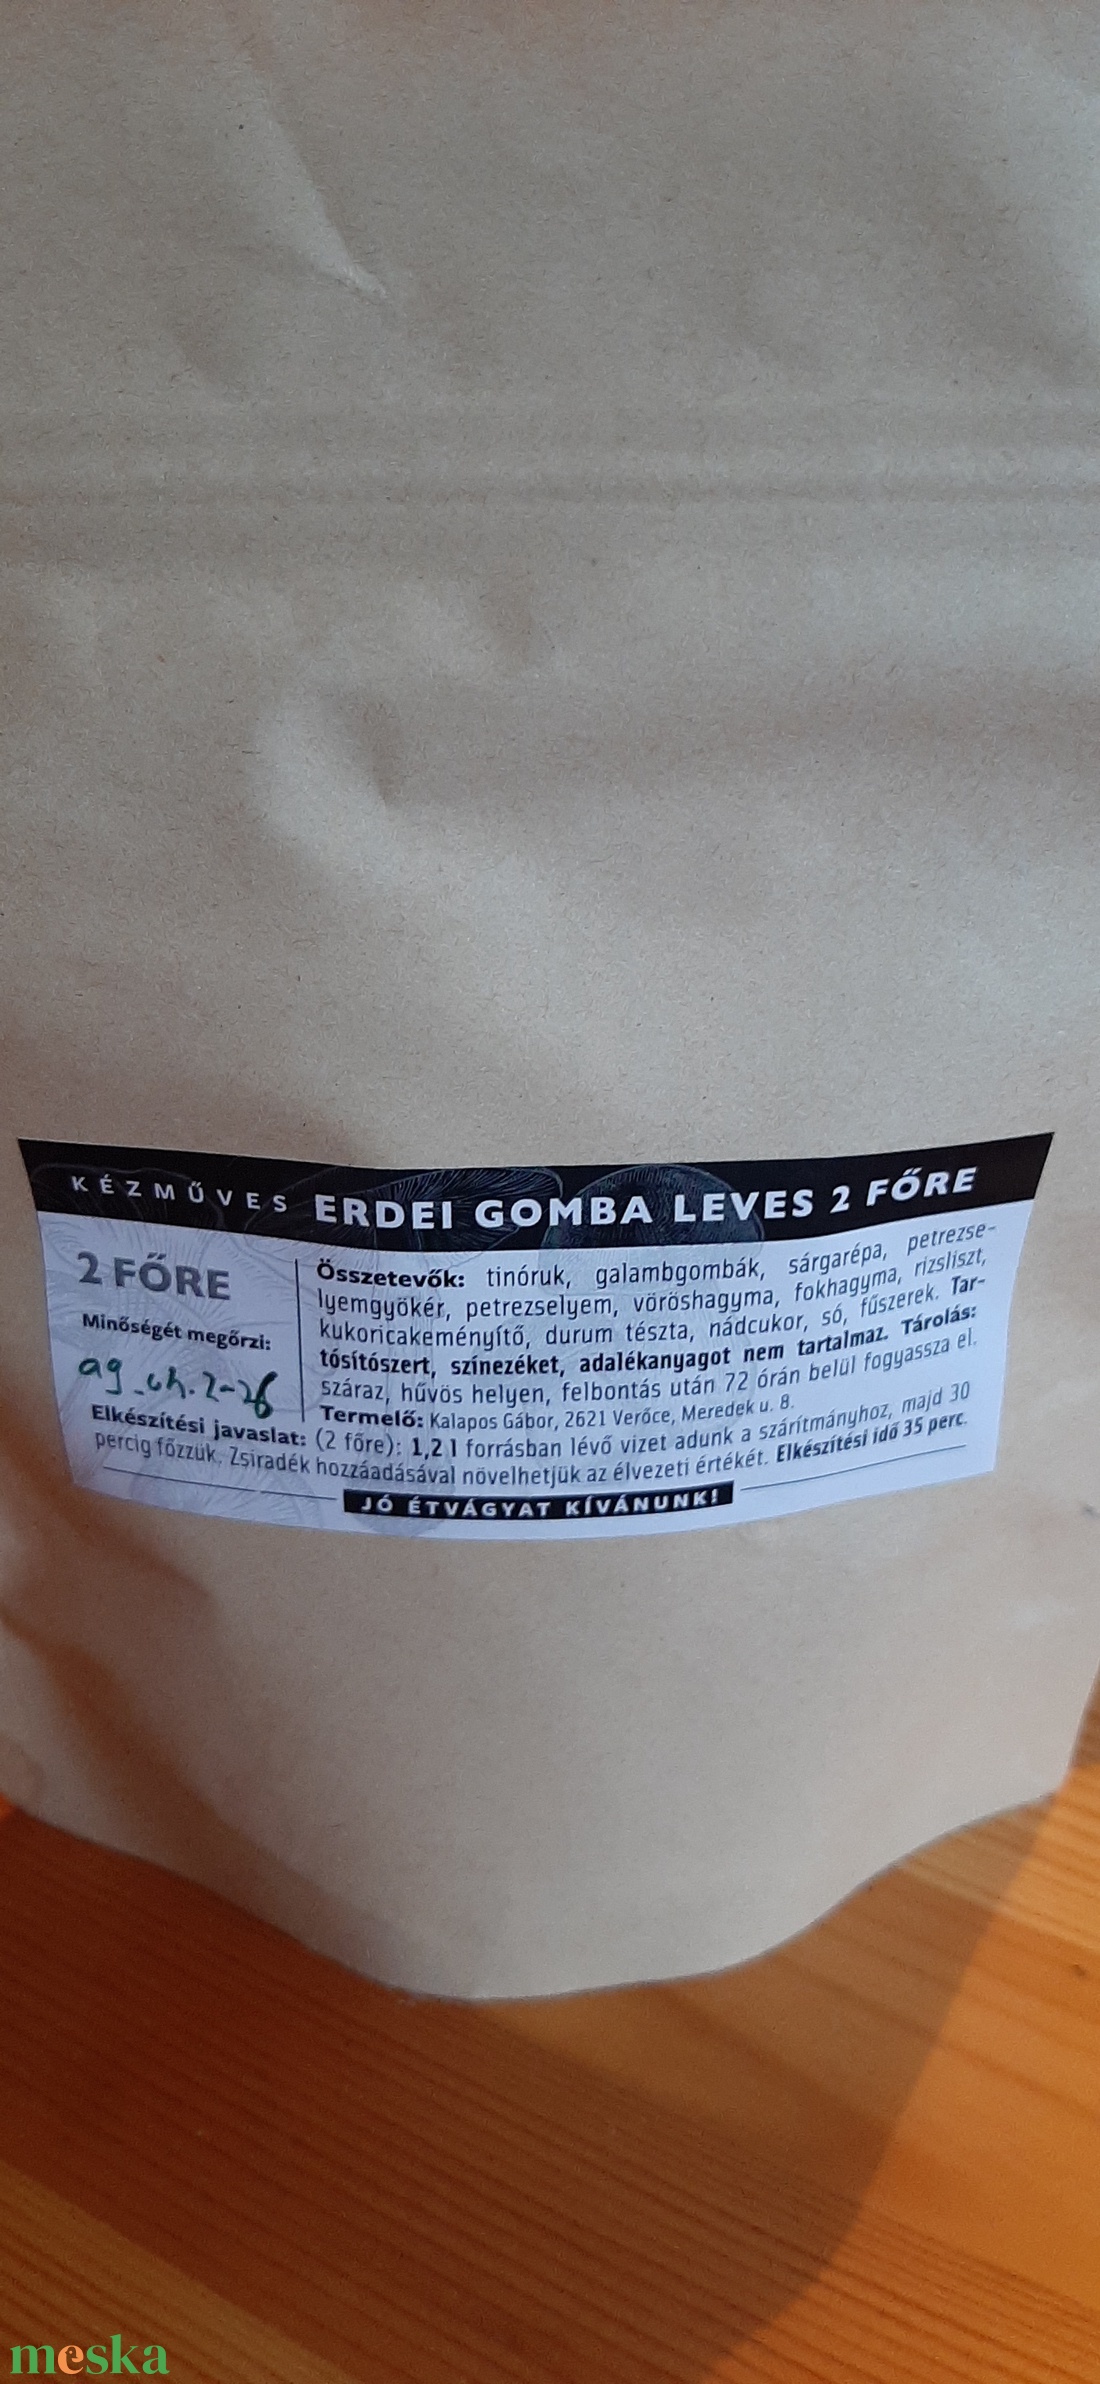 KÉZMŰVES ERDEI GOMBA LEVES 2 FŐRE
2 FŐRE
Minőségét megőrzi:
Összetevők: tinóruk, galambgombák, sárgarépa, petrezse-
lyemgyökér, petrezselyem, vöröshagyma, fokhagyma, rizsliszt,
kukoricakeményítő, durum tészta, nádcukor, só, fűszerek. Tar-
tósítószert, színezéket, adalékanyagot nem tartalmaz. Tárolás:
száraz, hűvös helyen, felbontás után 72 órán belül fogyassza el.
Termelő: Kalapos Gábor, 2621 Verőce, Meredek u. 8.
Elkészítési javaslat: (2 főre): 1,2 l forrásban lévő vizet adunk a szárítmányhoz, majd 30
percig főzzük. Zsiradék hozzáadásával növelhetjük az élvezeti értékét. Elkészítési idő 35 perc.
JÓ ÉTVÁGYAT KÍVÁNUNK!
meska